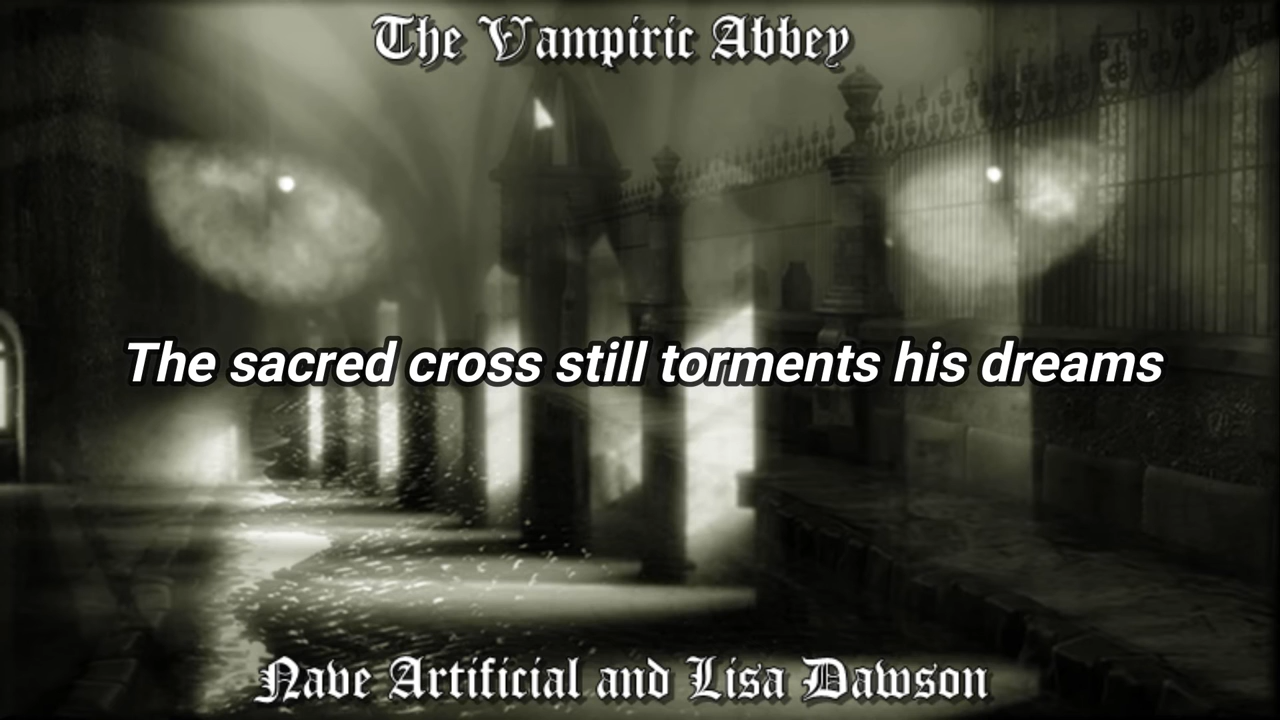 The Vampiric Abbey
The sacred cross still torments his dreams
Nave Artificial and Lisa Dawson